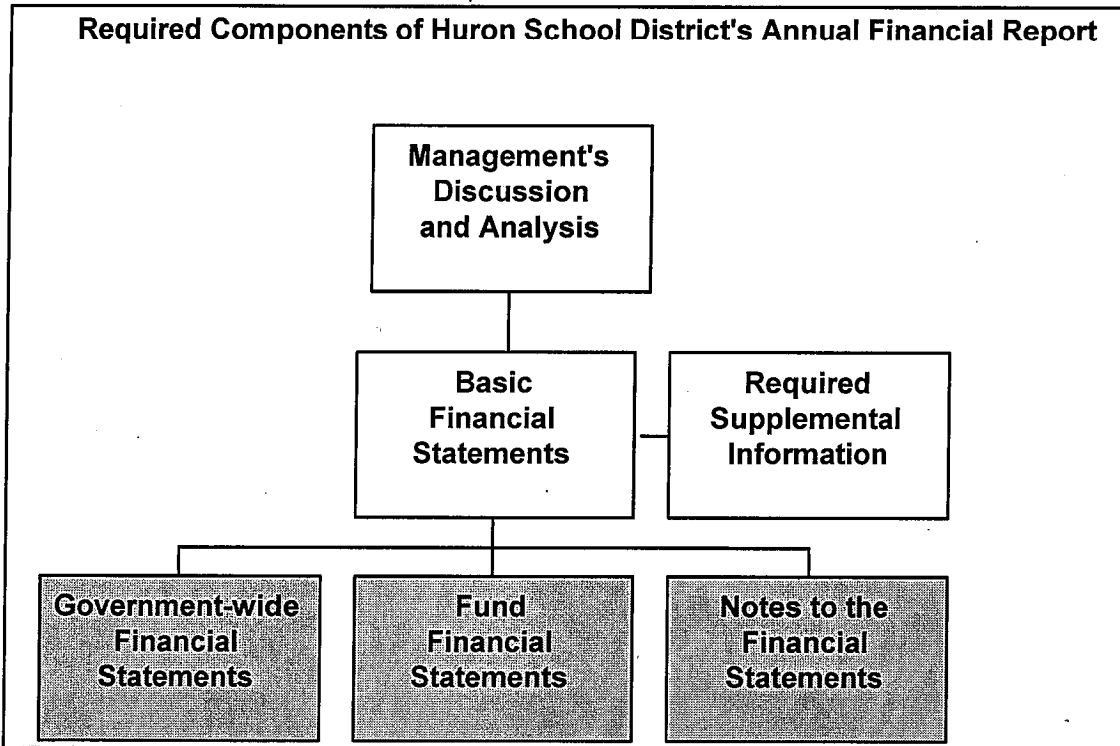 Required Components of Huron School District's Annual Financial Report
Management's
Discussion
and Analysis
Basic
Financial
Statements
Required
Supplemental
Information
Government-wide
Financial
Statements
Fund
Financial
Statements
Notes to the
Financial
Statements